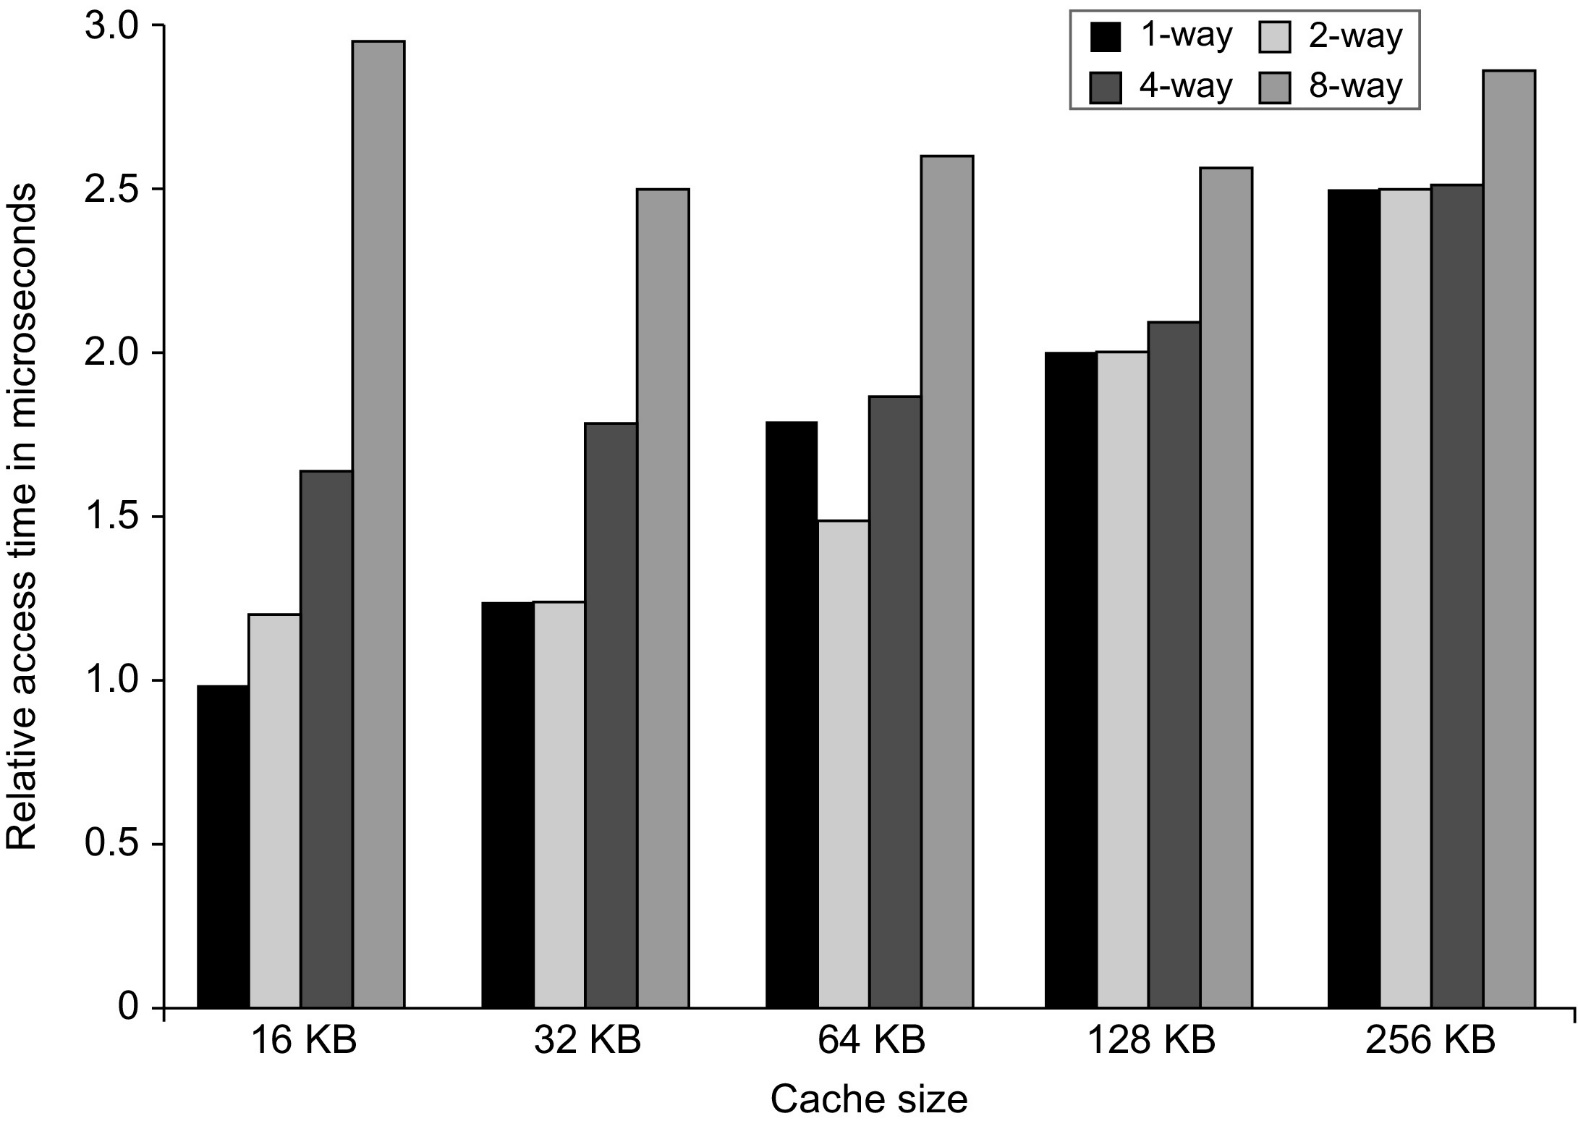 Relative access time in microseconds
3.0
2.5
2.0
1.5
1.0
0.5
0
1-way 2-way
4-way 8-way
16 KB 32 KB 64 KB 128 KB 256 KB
Cache size